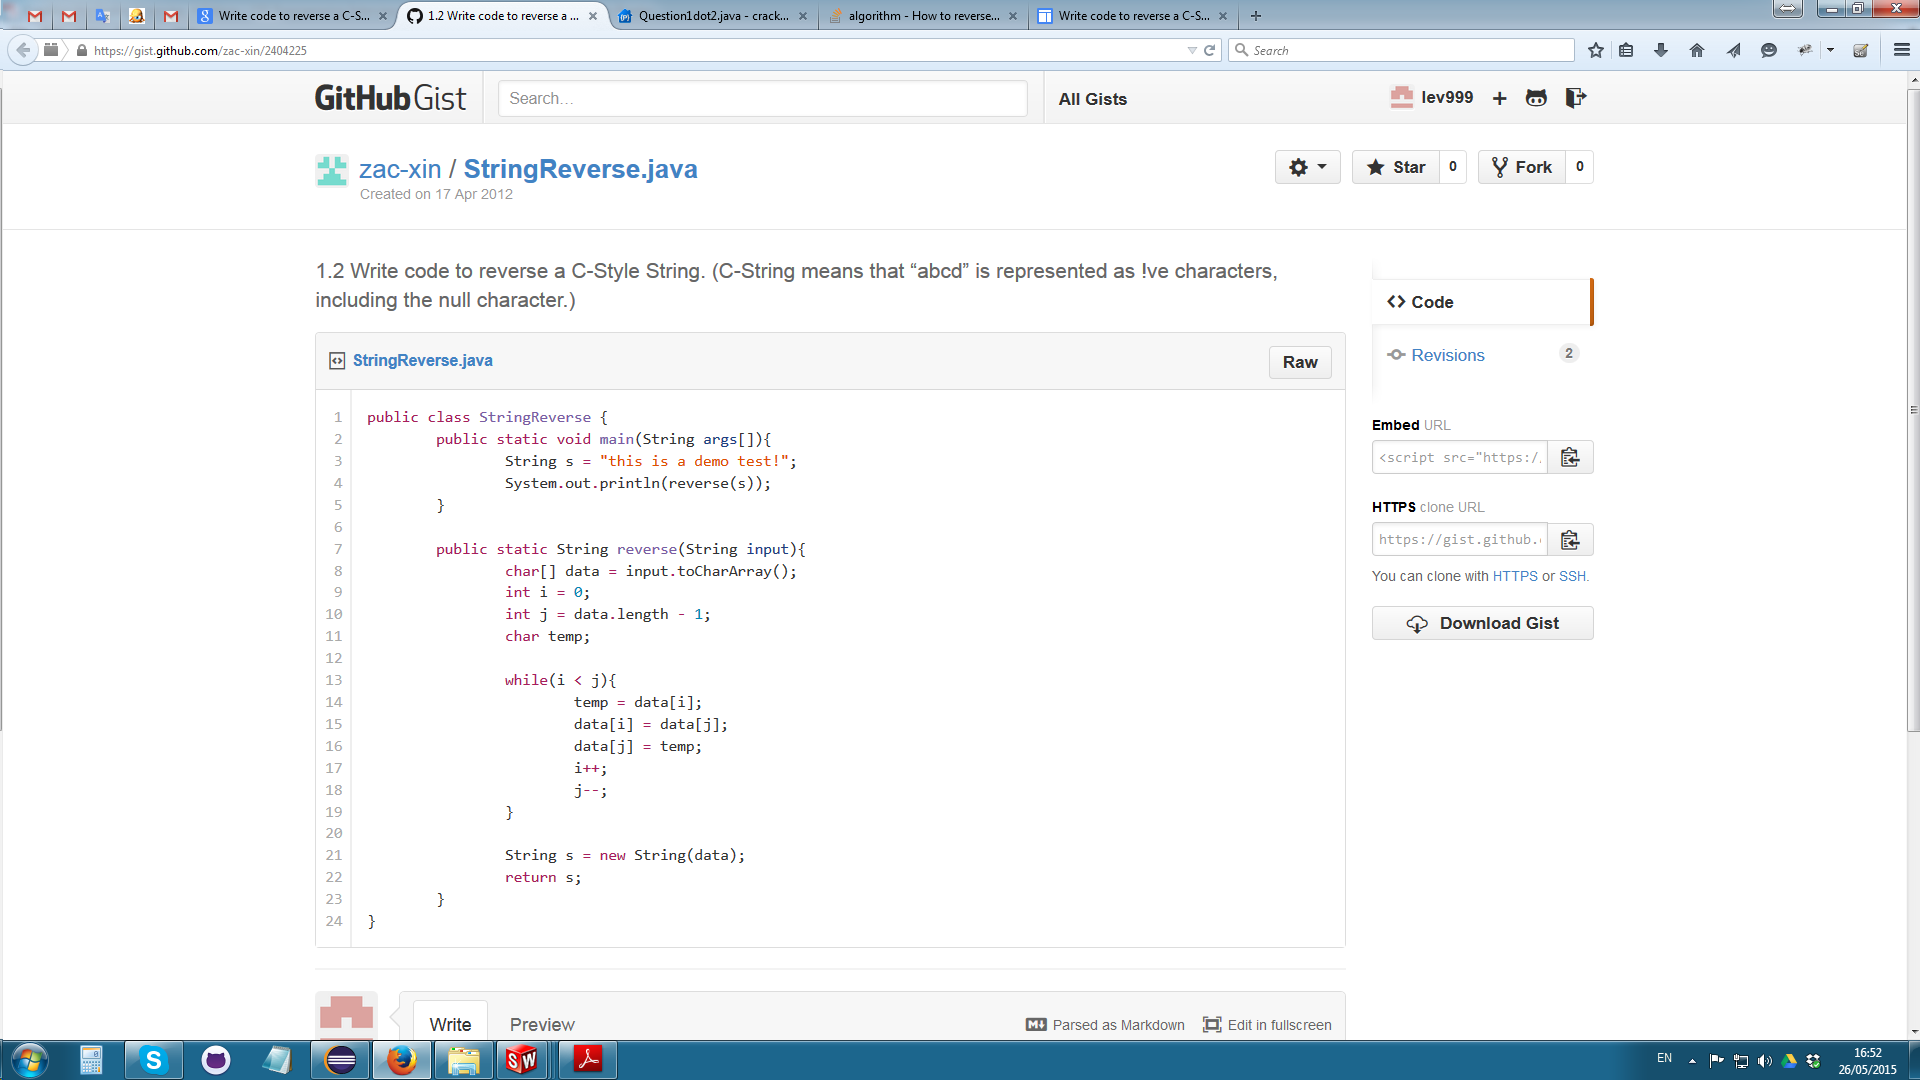 Write code to reverse a C-S...
1.2 Write code to reverse a ...
Question1dot2.java - crack...
algorithm - How to reverse...
Write code to reverse a C-S...
https://gist.github.com/zac-xin/2404225
Search
GitHub Gist
Search...
All Gists
lev999
zac-xin / StringReverse.java
Created on 17 Apr 2012
Star 0
Fork 0
1.2 Write code to reverse a C-Style String. (C-String means that “abcd” is represented as !ve characters,
including the null character.)
Code
Revisions 2
StringReverse.java
Raw
1 public class StringReverse {
2 public static void main(String args[]){
3 String s = "this is a demo test!";
4 System.out.println(reverse(s));
5 }
6
7 public static String reverse(String input){
8 char[] data = input.toCharArray();
9 int i = 0;
10 int j = data.length - 1;
11 char temp;
12
13 while(i < j){
14 temp = data[i];
15 data[i] = data[j];
16 data[j] = temp;
17 i++;
18 j--;
19 }
20
21 String s = new String(data);
22 return s;
23 }
24 }
Embed URL
<script src="https:/
HTTPS clone URL
https://gist.github.
You can clone with HTTPS or SSH.
Download Gist
Write
Preview
Parsed as Markdown
Edit in fullscreen
EN
16:52
26/05/2015